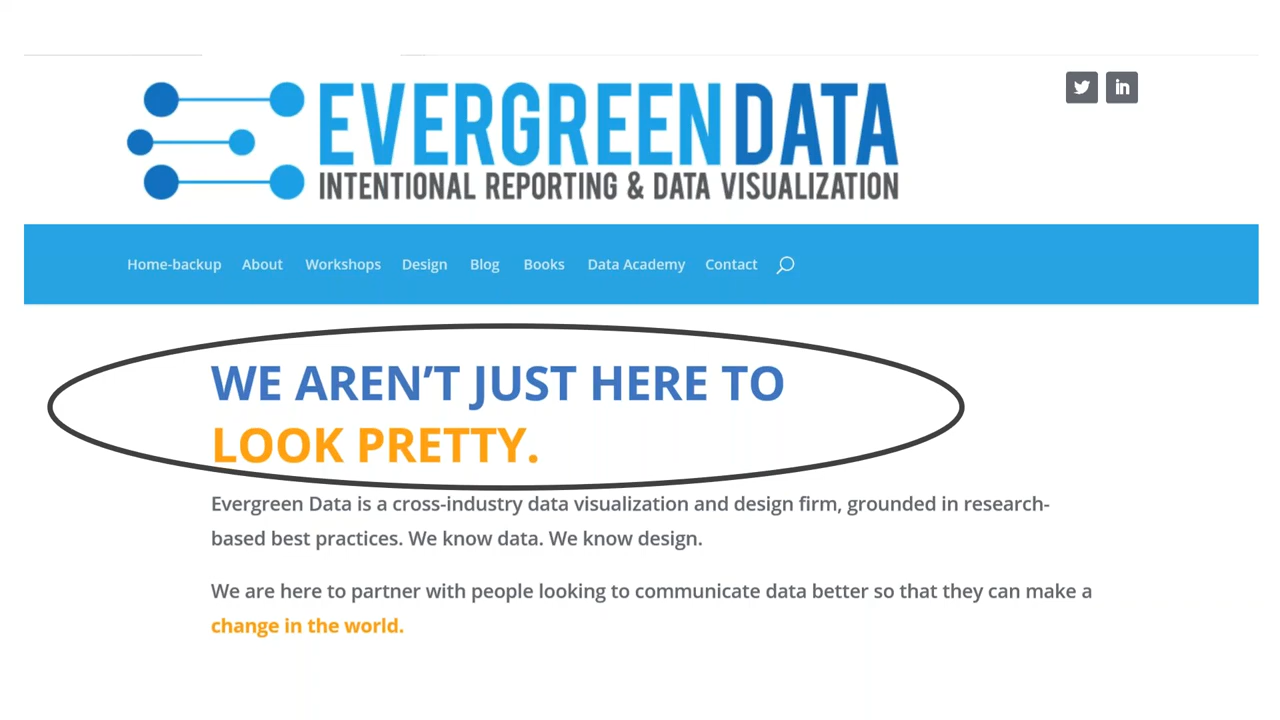 EVERGREENDATA
INTENTIONAL REPORTING & DATA VISUALIZATION
Home-backup About Workshops Design Blog Books Data Academy Contact
WE AREN’T JUST HERE TO
LOOK PRETTY.
Evergreen Data is a cross-industry data visualization and design firm, grounded in research-
based best practices. We know data. We know design.
We are here to partner with people looking to communicate data better so that they can make a
change in the world.